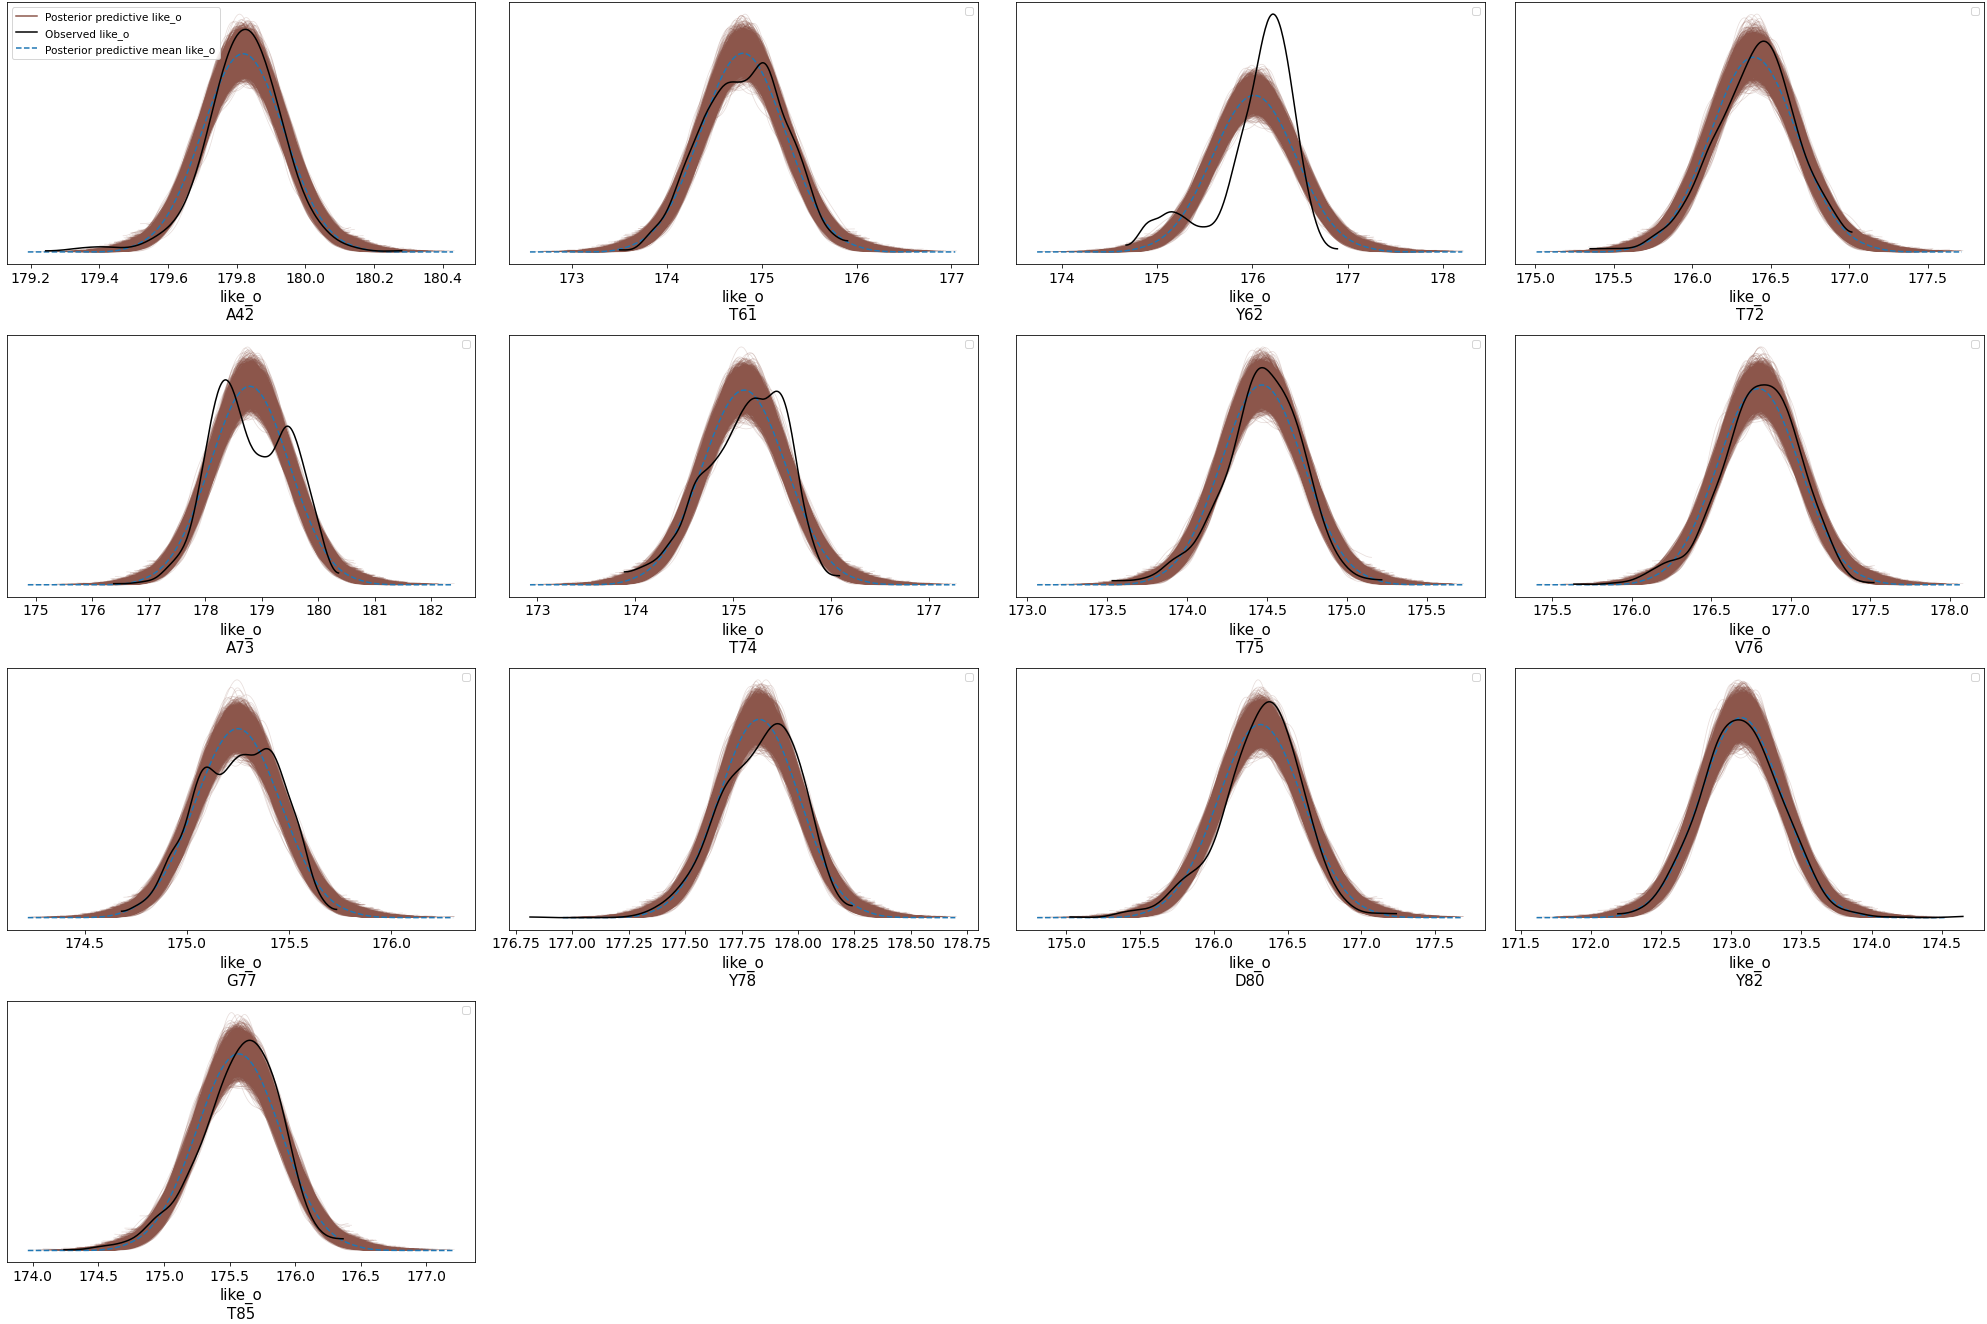 Posterior predictive like_o
Observed like_o
Posterior predictive mean like_o
179.2 179.4 179.6 179.8 180.0 180.2 180.4
like_o
A42
173 174 175 176 177
like_o
T61
174 175 176 177 178
like_o
Y62
175.0 175.5 176.0 176.5 177.0 177.5
like_o
T72
175 176 177 178 179 180 181 182
like_o
A73
173 174 175 176 177
like_o
T74
173.0 173.5 174.0 174.5 175.0 175.5
like_o
T75
175.5 176.0 176.5 177.0 177.5 178.0
like_o
V76
174.5 175.0 175.5 176.0
like_o
G77
176.75 177.00 177.25 177.50 177.75 178.00 178.25 178.50 178.75
like_o
Y78
175.0 175.5 176.0 176.5 177.0 177.5
like_o
D80
171.5 172.0 172.5 173.0 173.5 174.0 174.5
like_o
Y82
174.0 174.5 175.0 175.5 176.0 176.5 177.0
like_o
T85